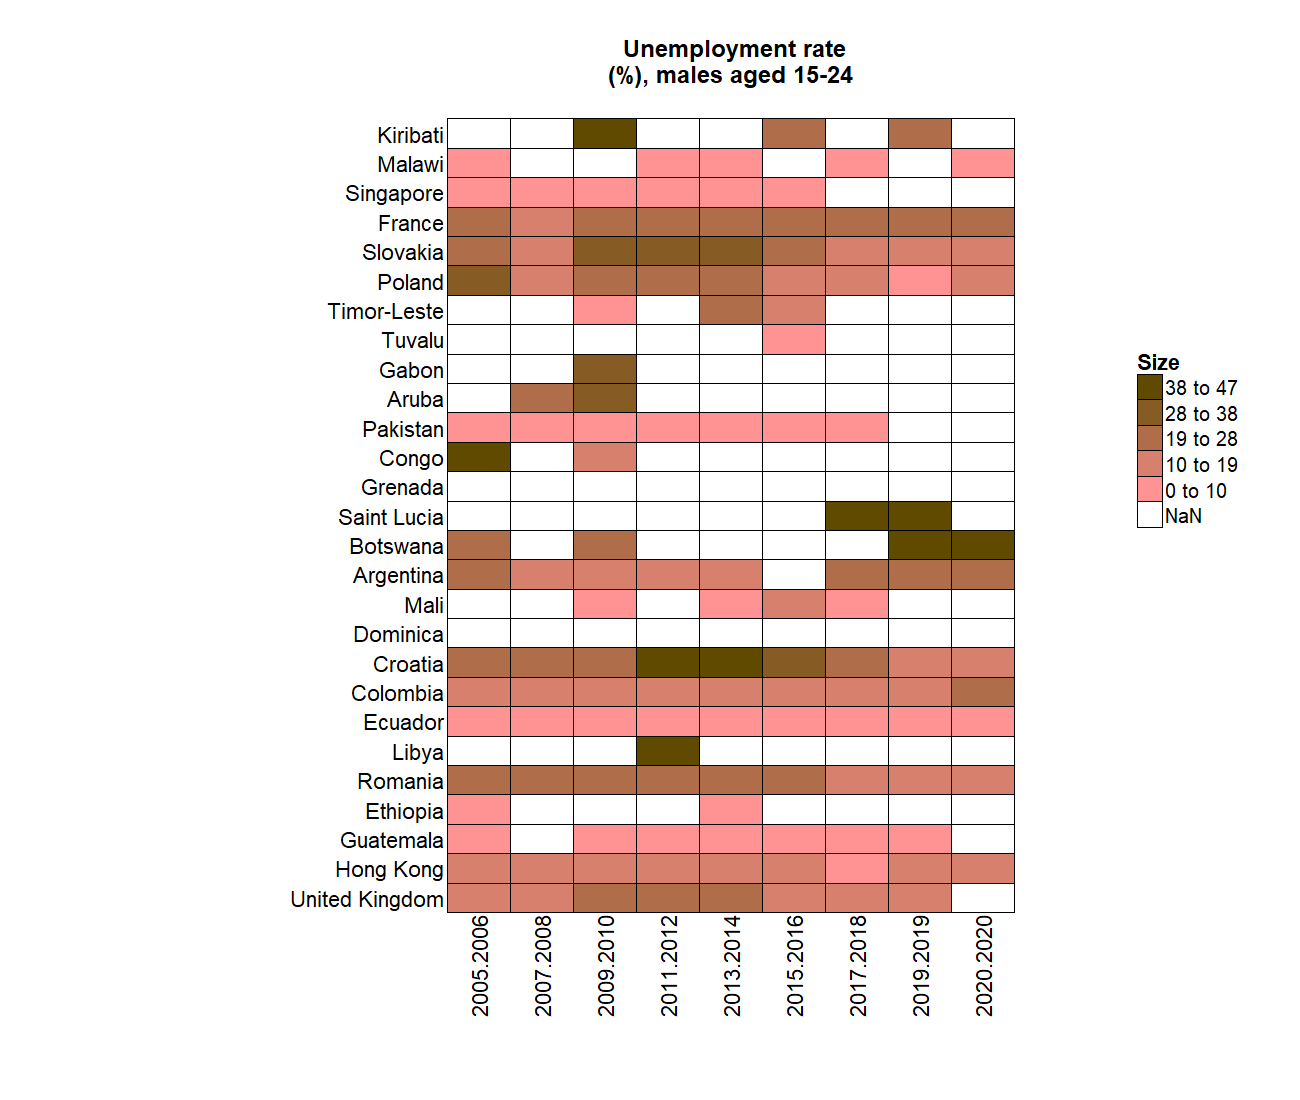 Unemployment rate
(%), males aged 15-24
Kiribati
Malawi
Singapore
France
Slovakia
Poland
Timor-Leste
Tuvalu
Gabon
Aruba
Pakistan
Congo
Grenada
Saint Lucia
Botswana
Argentina
Mali
Dominica
Croatia
Colombia
Ecuador
Libya
Romania
Ethiopia
Guatemala
Hong Kong
United Kingdom
2005.2006
2007.2008
2009.2010
2011.2012
2013.2014
2015.2016
2017.2018
2019.2019
2020.2020
Size
38 to 47
28 to 38
19 to 28
10 to 19
0 to 10
NaN